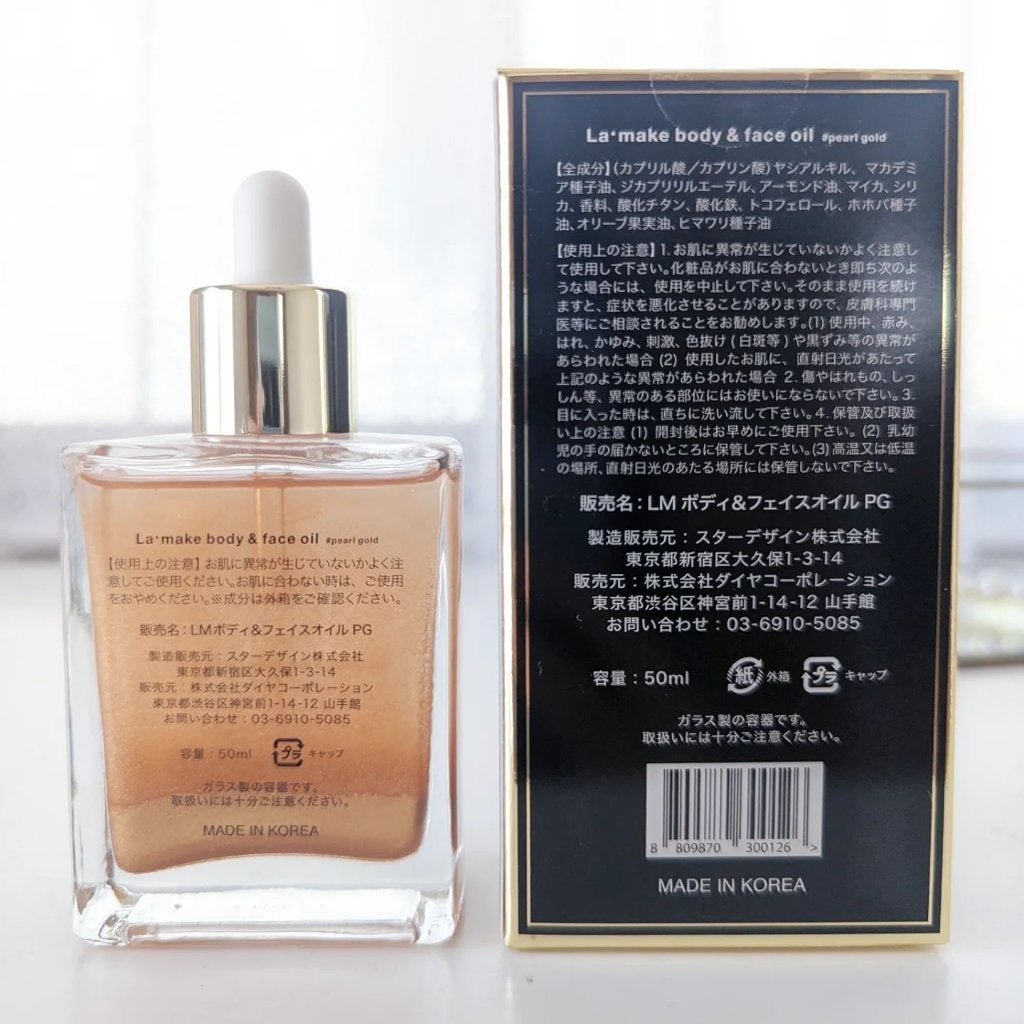 La·make body & face oil #pearl gold
【使用上の注意】お肌に異常が生じていないかよく注
意してご使用ください。お肌に合わない時は、ご使用
をおやめください。※成分は外箱をご確認ください。
販売名：LMボディ&フェイスオイル PG
製造販売元：スターデザイン株式会社
東京都新宿区大久保1-3-14
販売元：株式会社ダイヤコーポレーション
東京都渋谷区神宮前1-14-12 山手館
お問い合わせ：03-6910-5085
容量：50ml プラ キャップ
ガラス製の容器です。
取扱いには十分ご注意ください。
MADE IN KOREA
La·make body & face oil #pearl gold
【全成分】(カプリル酸／カプリン酸)ヤシアルキル、マカデミ
ア種子油、ジカプリリルエーテル、アーモンド油、マイカ、シリ
カ、香料、酸化チタン、酸化鉄、トコフェロール、ホホバ種子
油、オリーブ果実油、ヒマワリ種子油
【使用上の注意】1.お肌に異常が生じていないかよく注意し
て使用して下さい。化粧品がお肌に合わないとき即ち次のよ
うな場合には、使用を中止して下さい。そのまま使用を続け
ますと、症状を悪化させることがありますので、皮膚科専門
医等にご相談されることをお勧めします。(1) 使用中、赤み、
はれ、かゆみ、刺激、色抜け(白斑等)や黒ずみ等の異常が
あらわれた場合 (2) 使用したお肌に、直射日光があたって
上記のような異常があらわれた場合 2.傷やはれもの、しっ
しん等、異常のある部位にはお使いにならないで下さい。3.
目に入った時は、直ちに洗い流して下さい。4.保管及び取扱
い上の注意 (1) 開封後はお早めにご使用下さい。(2) 乳幼
児の手の届かないところに保管して下さい。(3)高温又は低温
の場所、直射日光のあたる場所には保管しないで下さい。
販売名：LM ボディ&フェイスオイル PG
製造販売元：スターデザイン株式会社
東京都新宿区大久保1-3-14
販売元：株式会社ダイヤコーポレーション
東京都渋谷区神宮前1-14-12 山手館
お問い合わせ：03-6910-5085
容量：50ml 紙 外箱 プラ キャップ
ガラス製の容器です。
取扱いには十分ご注意ください。
8 809870 300126 >
MADE IN KOREA